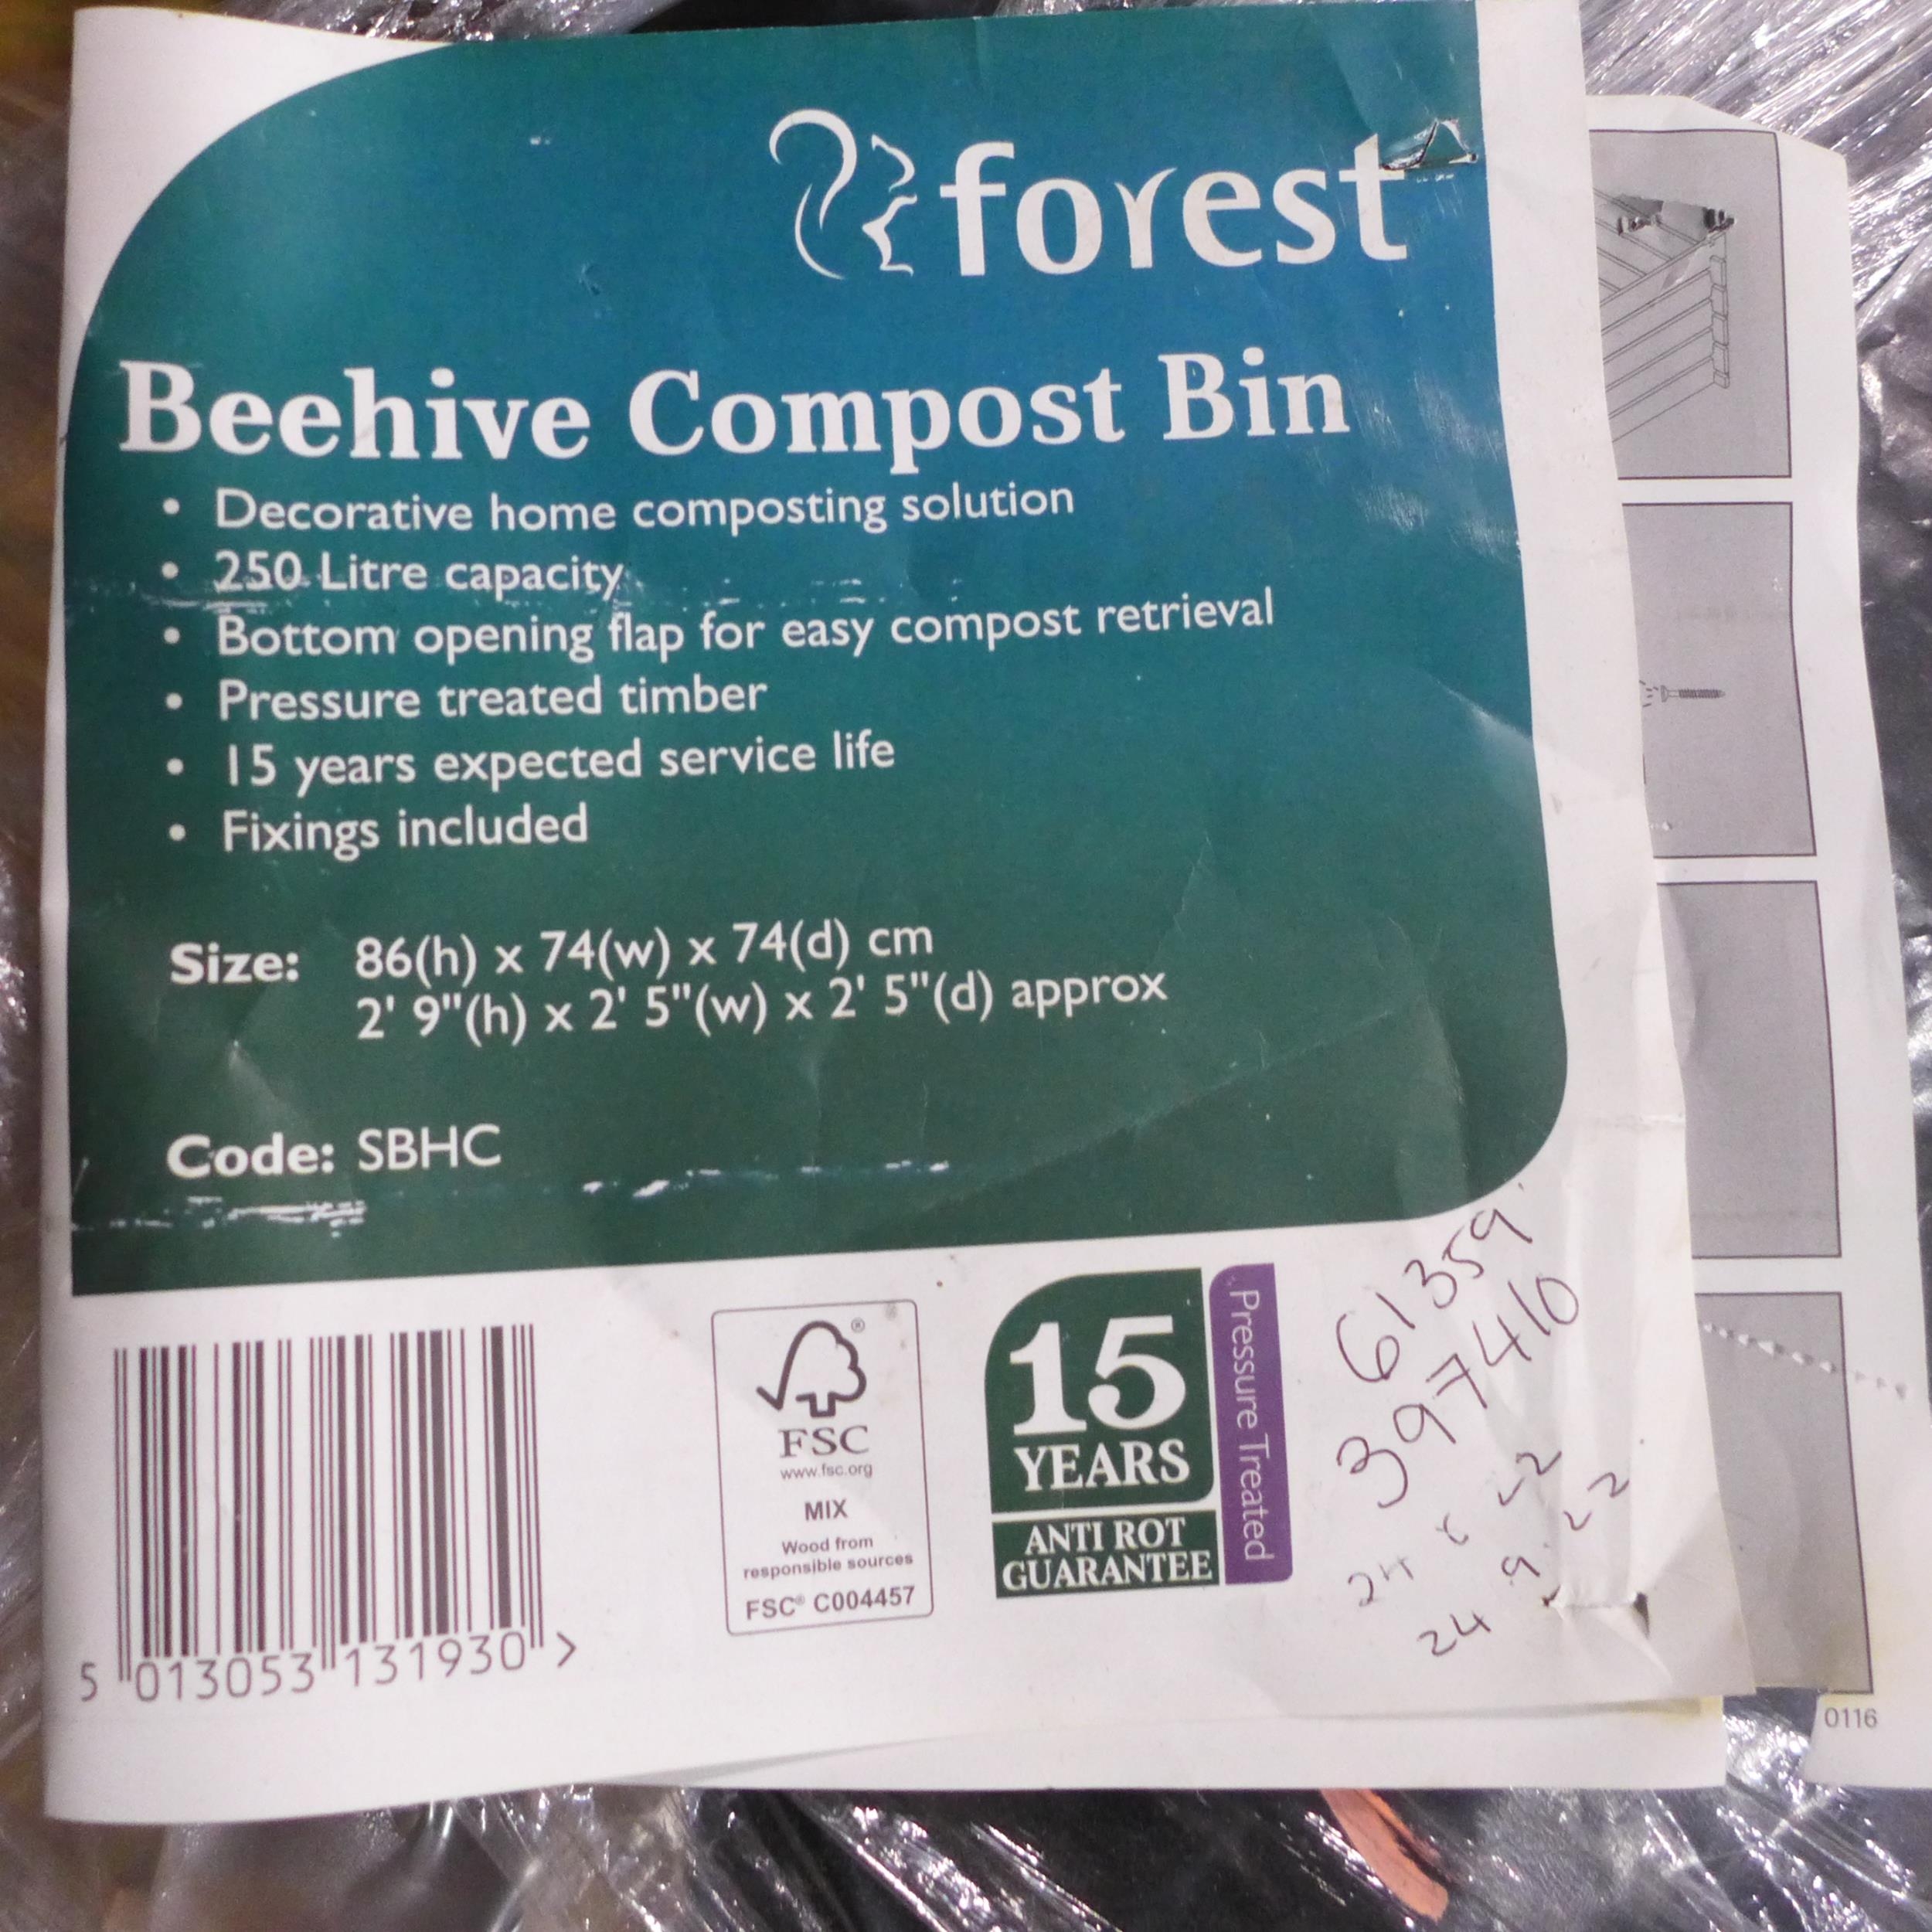 forest
Beehive Compost Bin
• Decorative home composting solution
• 250 Litre capacity
• Bottom opening flap for easy compost retrieval
• Pressure treated timber
• 15 years expected service life
• Fixings included
Size: 86(h) x 74(w) x 74(d) cm
2' 9"(h) x 2' 5"(w) x 2' 5"(d) approx
Code: SBHC
5 013053 131930 >
®
FSC
www.fsc.org
MIX
Wood from
responsible sources
FSC® C004457
15
YEARS
ANTI ROT
GUARANTEE
Pressure Treated
61359
397410
24 6 22
24 9 22
0116